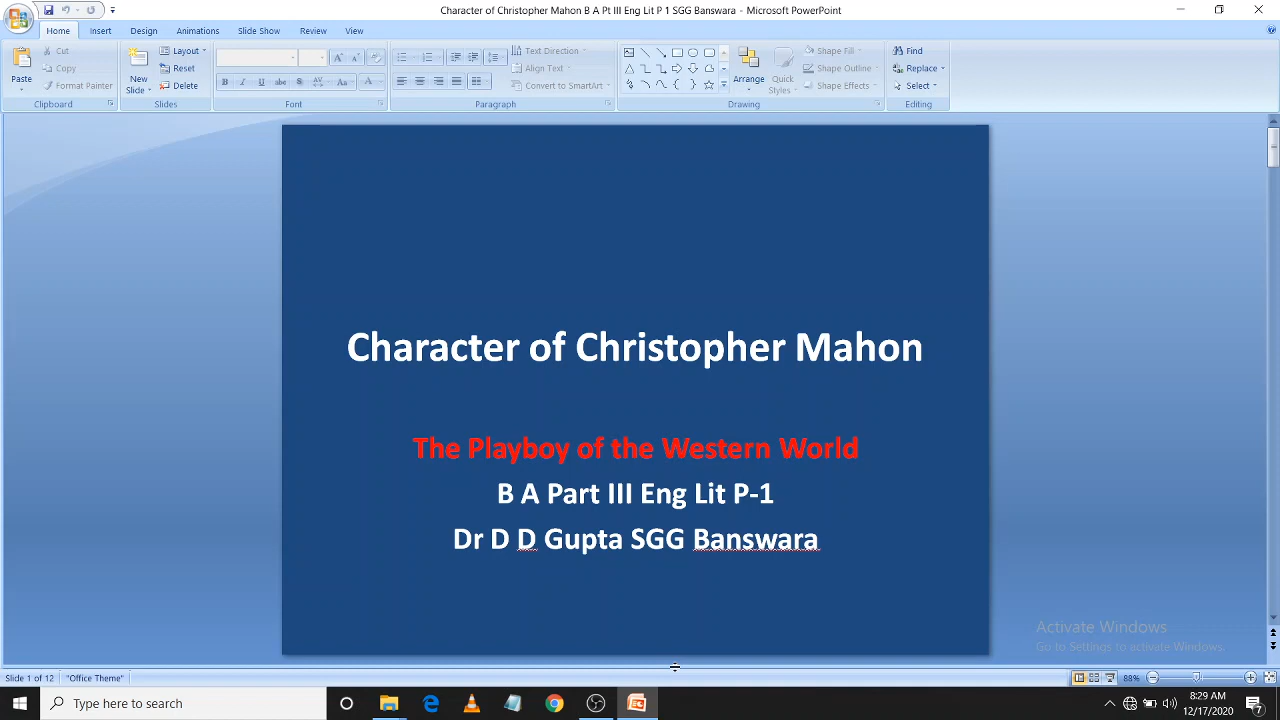 Character of Christopher Mahon B A Pt III Eng Lit P 1 SGG Banswara - Microsoft PowerPoint
Home Insert Design Animations Slide Show Review View
Paste
Cut
Copy
Format Painter
Clipboard
New Slide
Layout
Reset
Delete
Slides
B I U abc S AV Aa A
Font
Text Direction
Align Text
Convert to SmartArt
Paragraph
Arrange
Quick Styles
Shape Fill
Shape Outline
Shape Effects
Drawing
Find
Replace
Select
Editing
Character of Christopher Mahon
The Playboy of the Western World
B A Part III Eng Lit P-1
Dr D D Gupta SGG Banswara
Activate Windows
Go to Settings to activate Windows.
Slide 1 of 12 "Office Theme" 88%
Type here to search
8:29 AM
12/17/2020
7